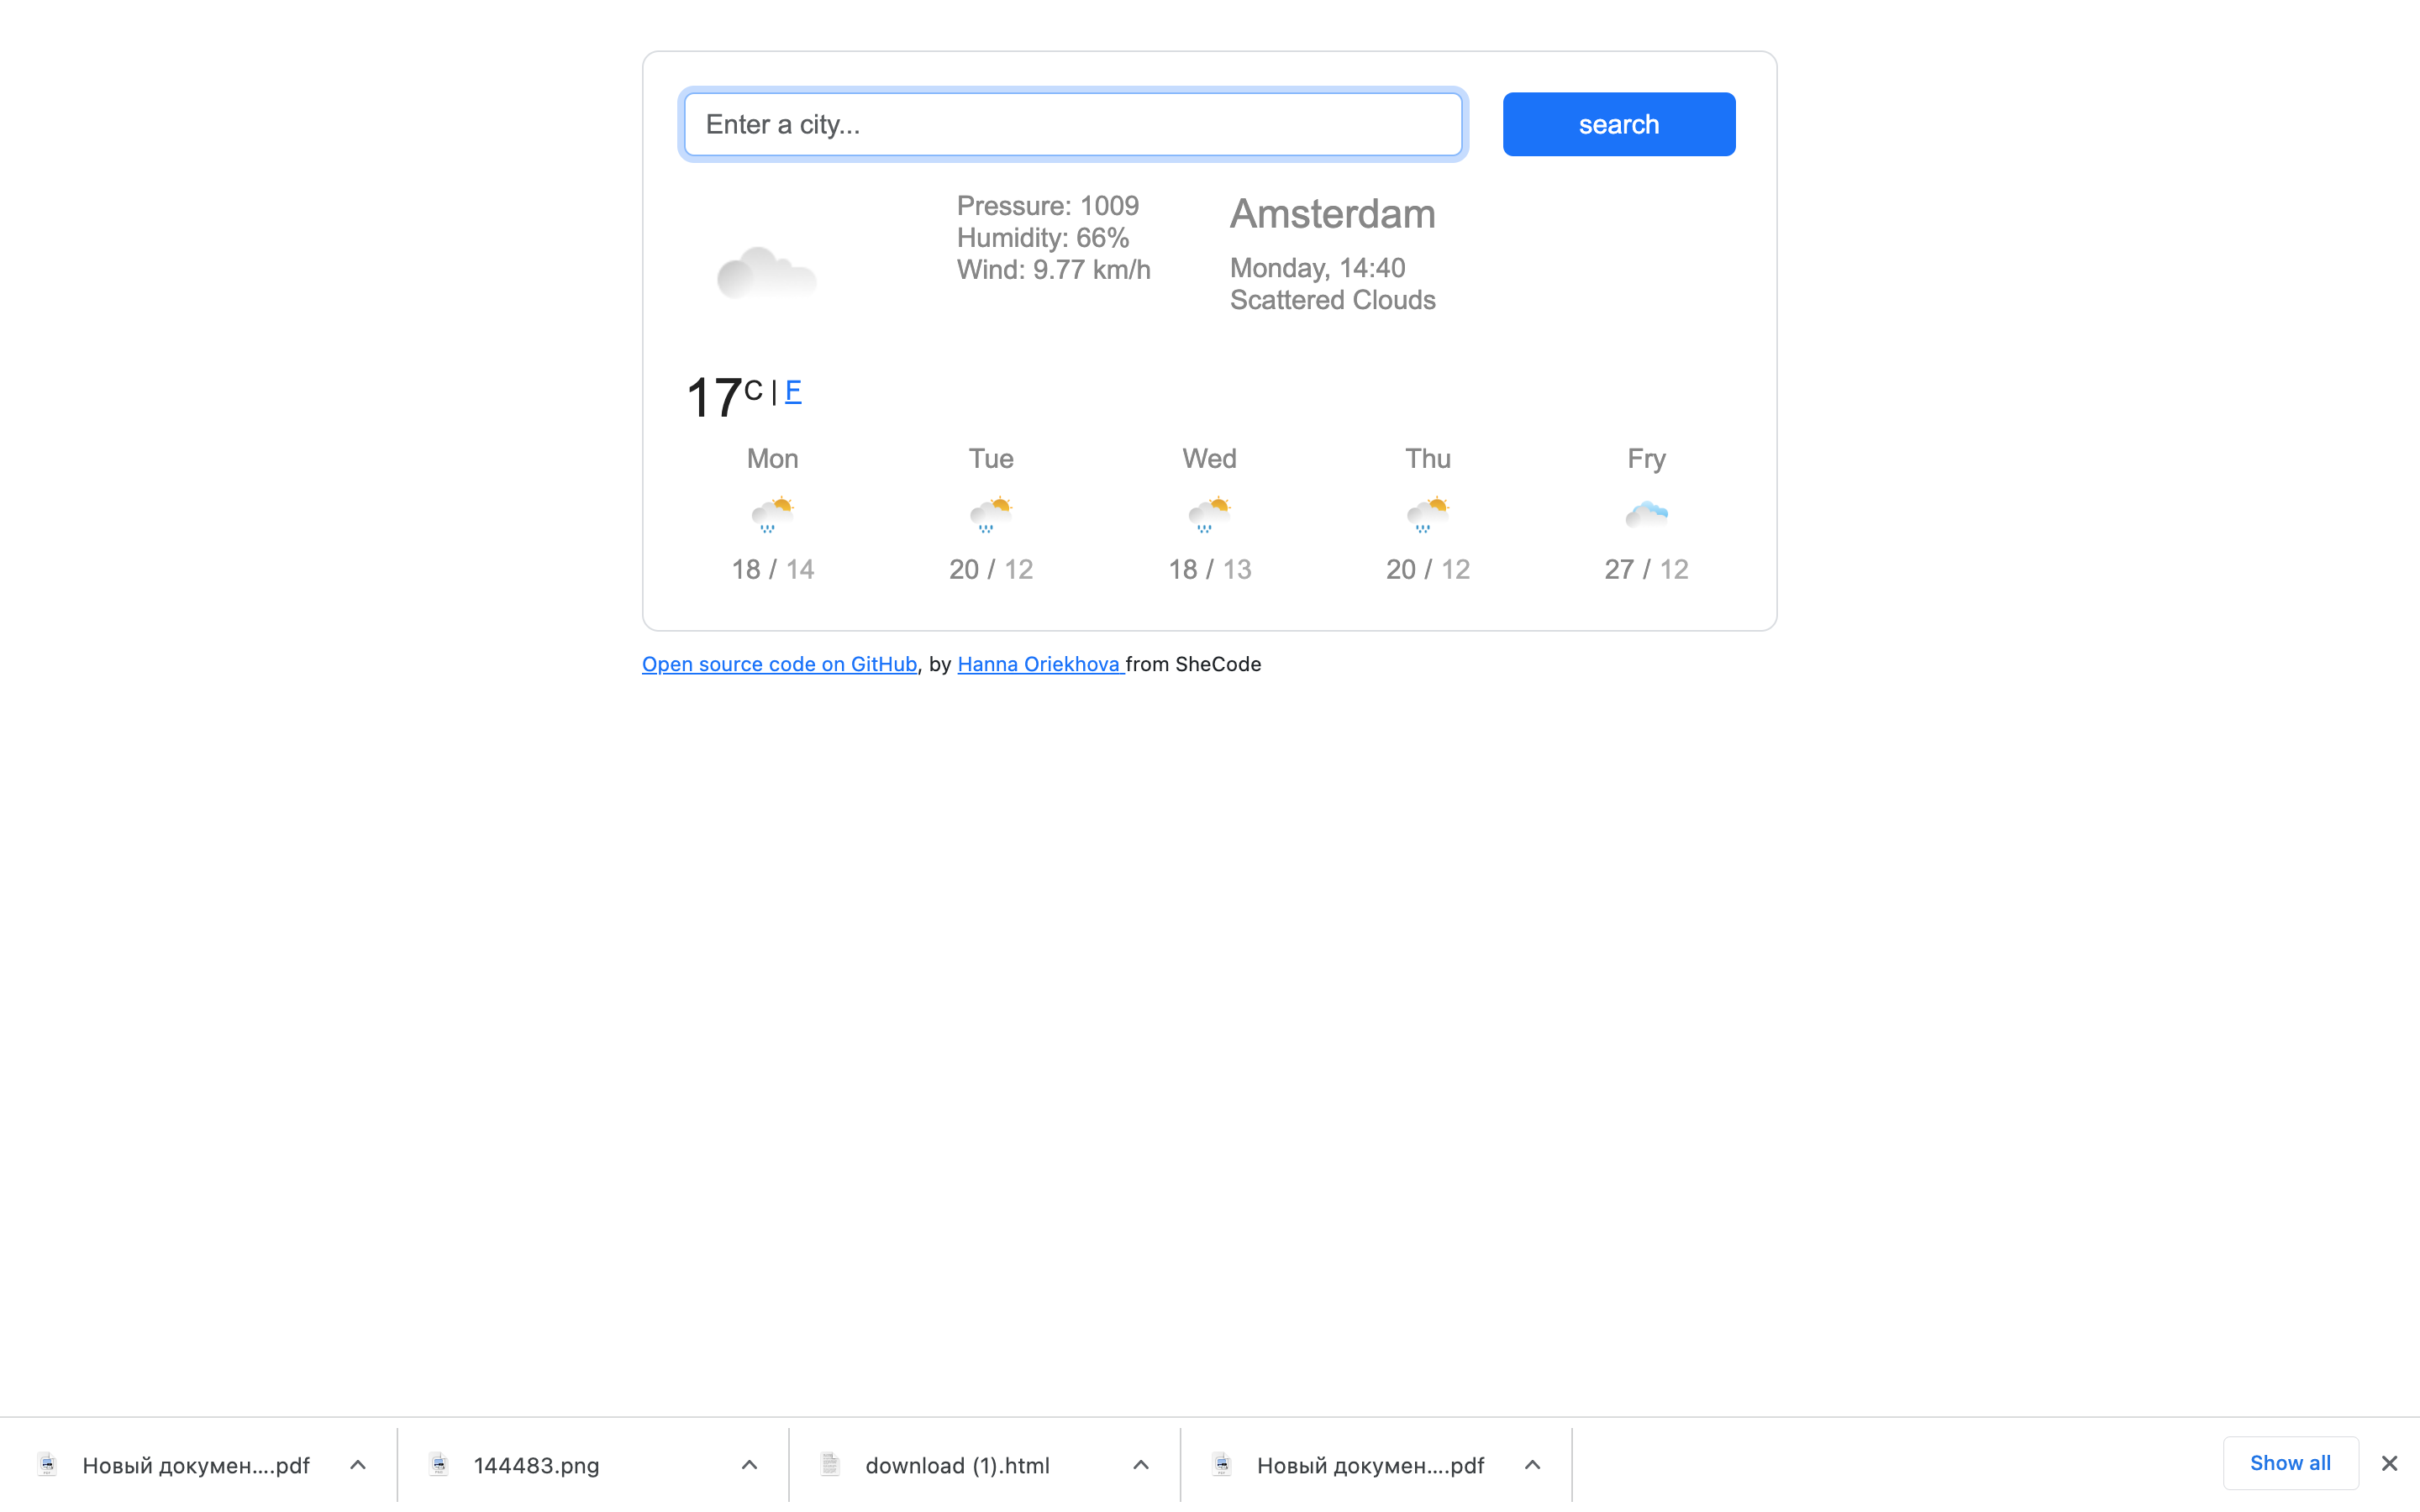 Enter a city...
search
Pressure: 1009
Humidity: 66%
Wind: 9.77 km/h
Amsterdam
Monday, 14:40
Scattered Clouds
17C | F
Mon Tue Wed Thu Fry
18 / 14 20 / 12 18 / 13 20 / 12 27 / 12
Open source code on GitHub, by Hanna Oriekhova from SheCode
Новый докумен....pdf 144483.png download (1).html Новый докумен....pdf Show all